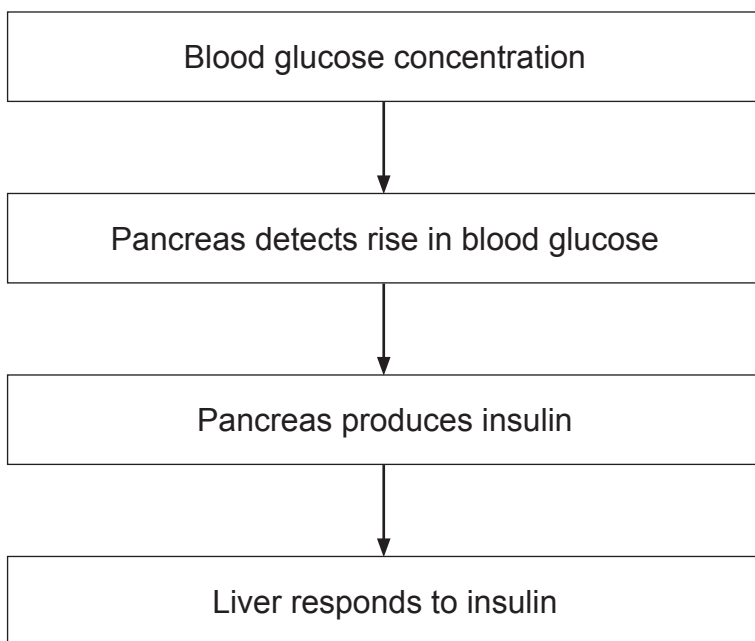 Blood glucose concentration
Pancreas detects rise in blood glucose
Pancreas produces insulin
Liver responds to insulin